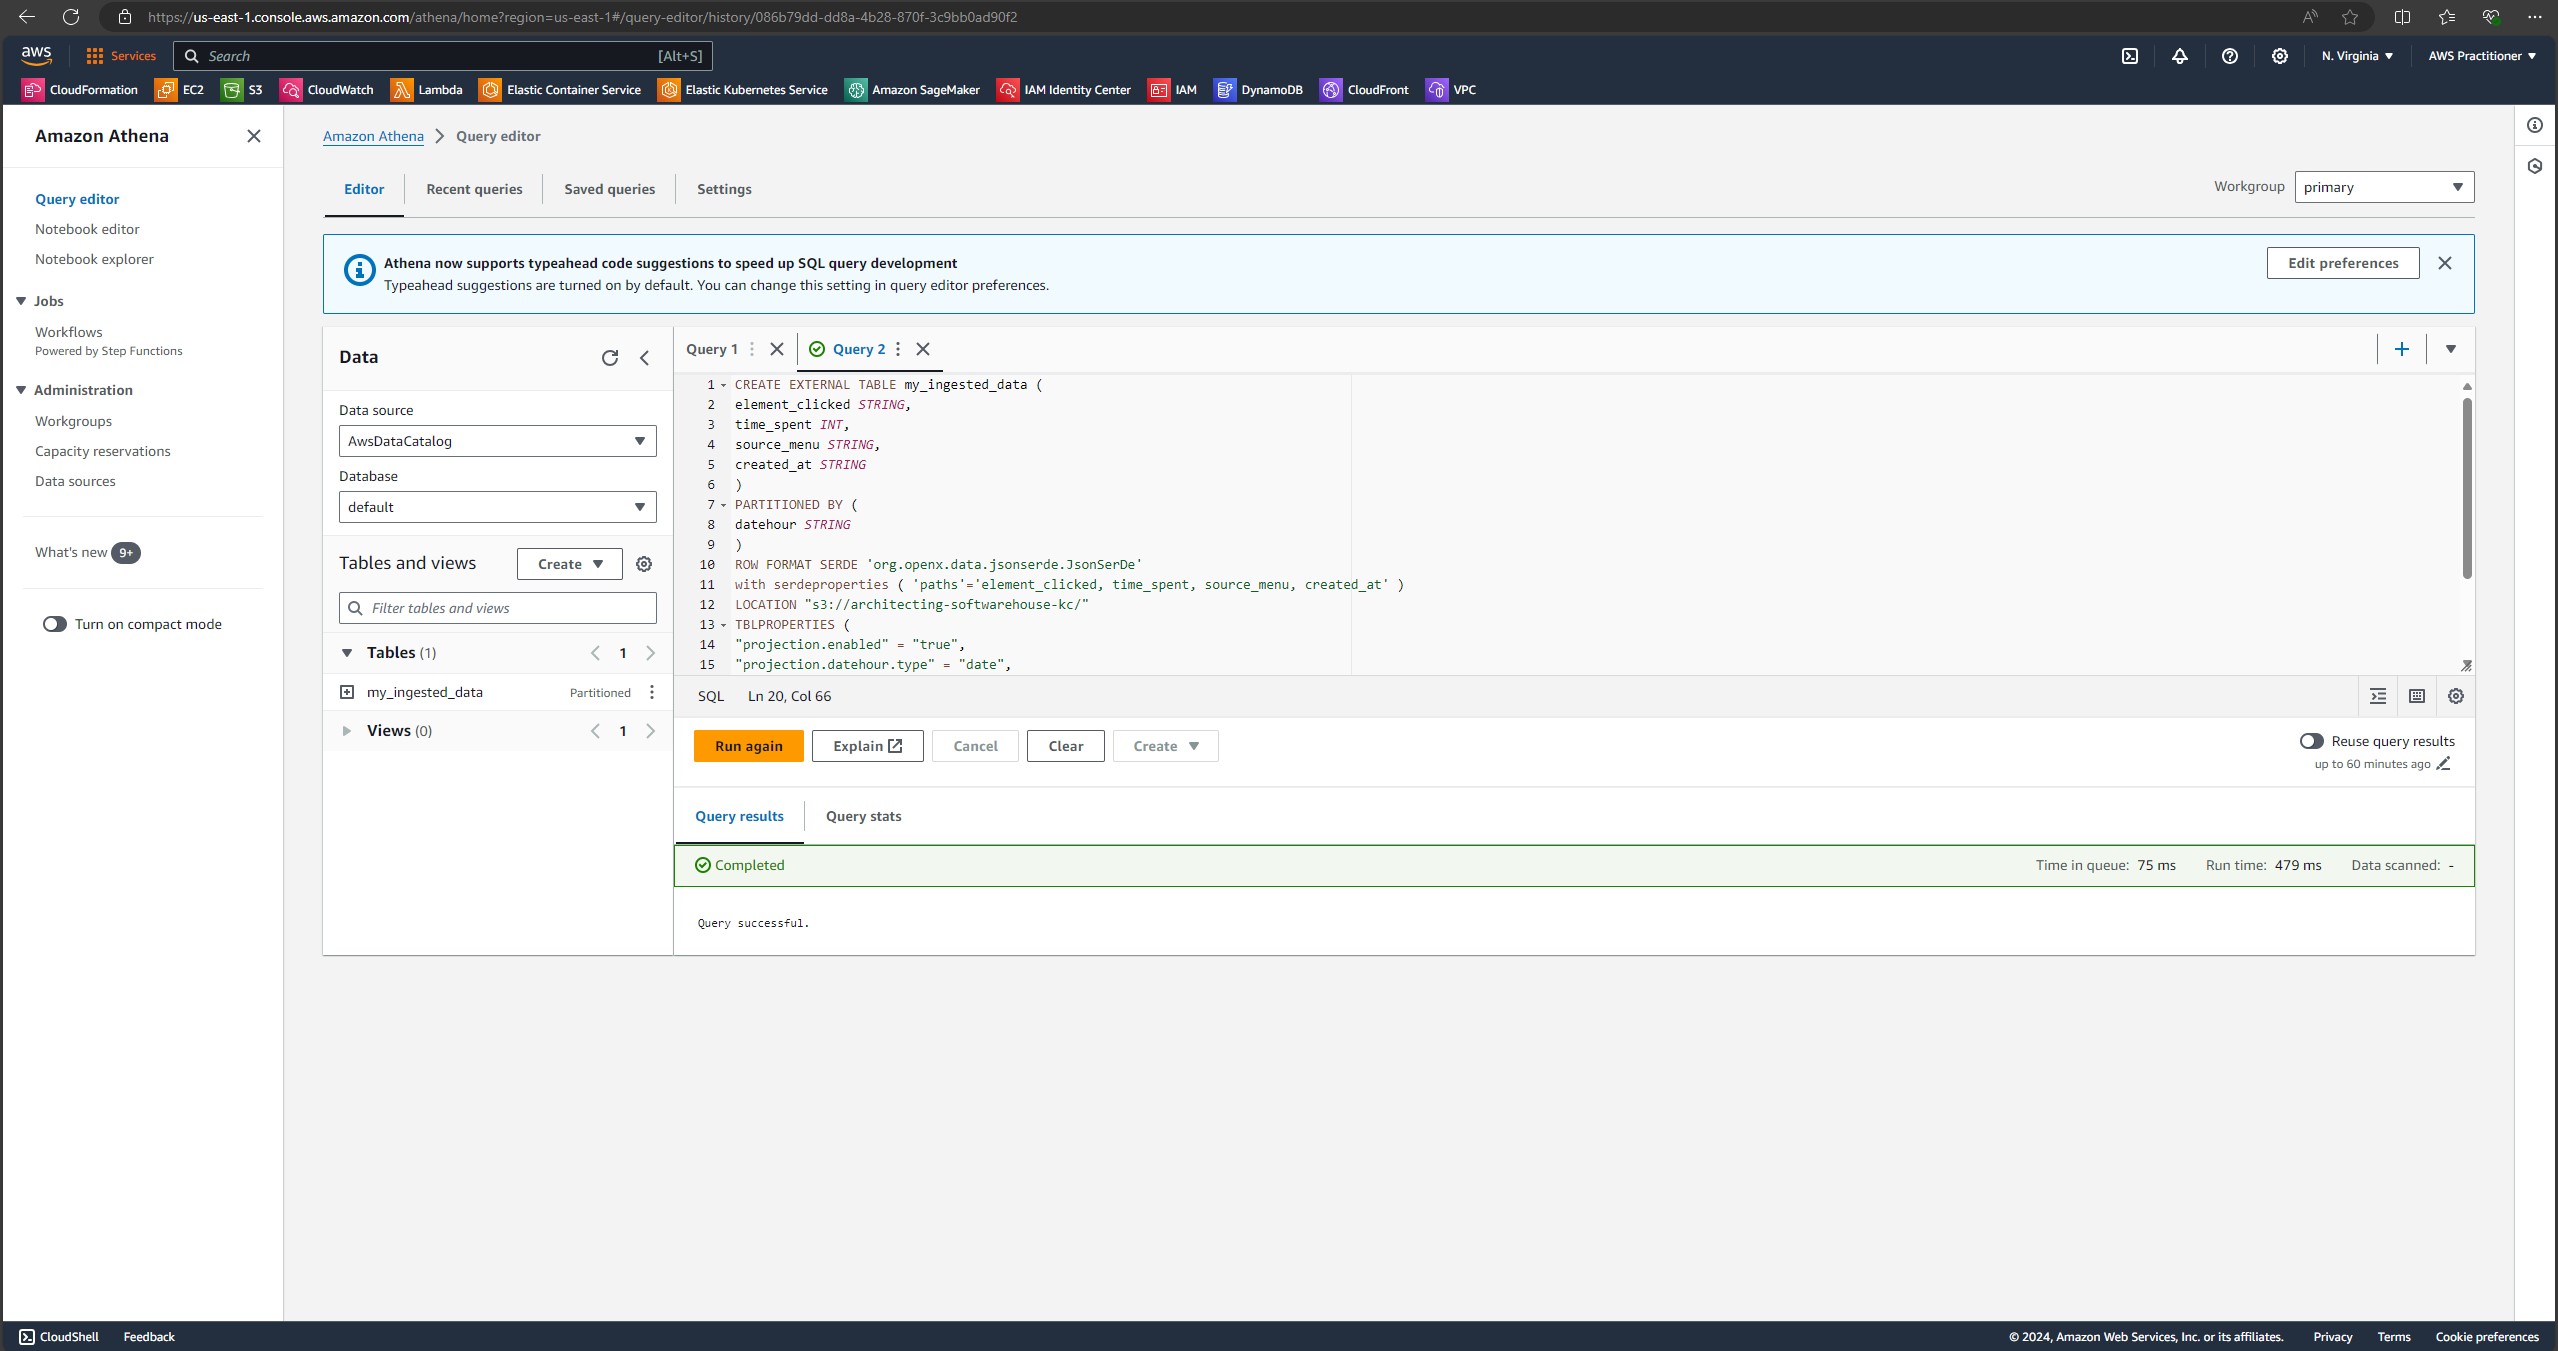 https://us-east-1.console.aws.amazon.com/athena/home?region=us-east-1#/query-editor/history/086b79dd-dd8a-4b28-870f-3c9bb0ad90f2
aws
Services
Search
[Alt+S]
N. Virginia
AWS Practitioner
CloudFormation
EC2
S3
CloudWatch
Lambda
Elastic Container Service
Elastic Kubernetes Service
Amazon SageMaker
IAM Identity Center
IAM
DynamoDB
CloudFront
VPC
Amazon Athena
Query editor
Notebook editor
Notebook explorer
Jobs
Workflows
Powered by Step Functions
Administration
Workgroups
Capacity reservations
Data sources
What's new 9+
Turn on compact mode
Amazon Athena > Query editor
Editor
Recent queries
Saved queries
Settings
Workgroup
primary
Athena now supports typeahead code suggestions to speed up SQL query development
Typeahead suggestions are turned on by default. You can change this setting in query editor preferences.
Edit preferences
Data
Data source
AwsDataCatalog
Database
default
Tables and views
Create
Filter tables and views
Tables (1)
1
my_ingested_data
Partitioned
Views (0)
1
Query 1
Query 2
1 CREATE EXTERNAL TABLE my_ingested_data (
2 element_clicked STRING,
3 time_spent INT,
4 source_menu STRING,
5 created_at STRING
6 )
7 PARTITIONED BY (
8 datehour STRING
9 )
10 ROW FORMAT SERDE 'org.openx.data.jsonserde.JsonSerDe'
11 with serdeproperties ( 'paths'='element_clicked, time_spent, source_menu, created_at' )
12 LOCATION "s3://architecting-softwarehouse-kc/"
13 TBLPROPERTIES (
14 "projection.enabled" = "true",
15 "projection.datehour.type" = "date",
SQL
Ln 20, Col 66
Run again
Explain
Cancel
Clear
Create
Reuse query results
up to 60 minutes ago
Query results
Query stats
Completed
Time in queue: 75 ms
Run time: 479 ms
Data scanned: -
Query successful.
CloudShell
Feedback
© 2024, Amazon Web Services, Inc. or its affiliates.
Privacy
Terms
Cookie preferences